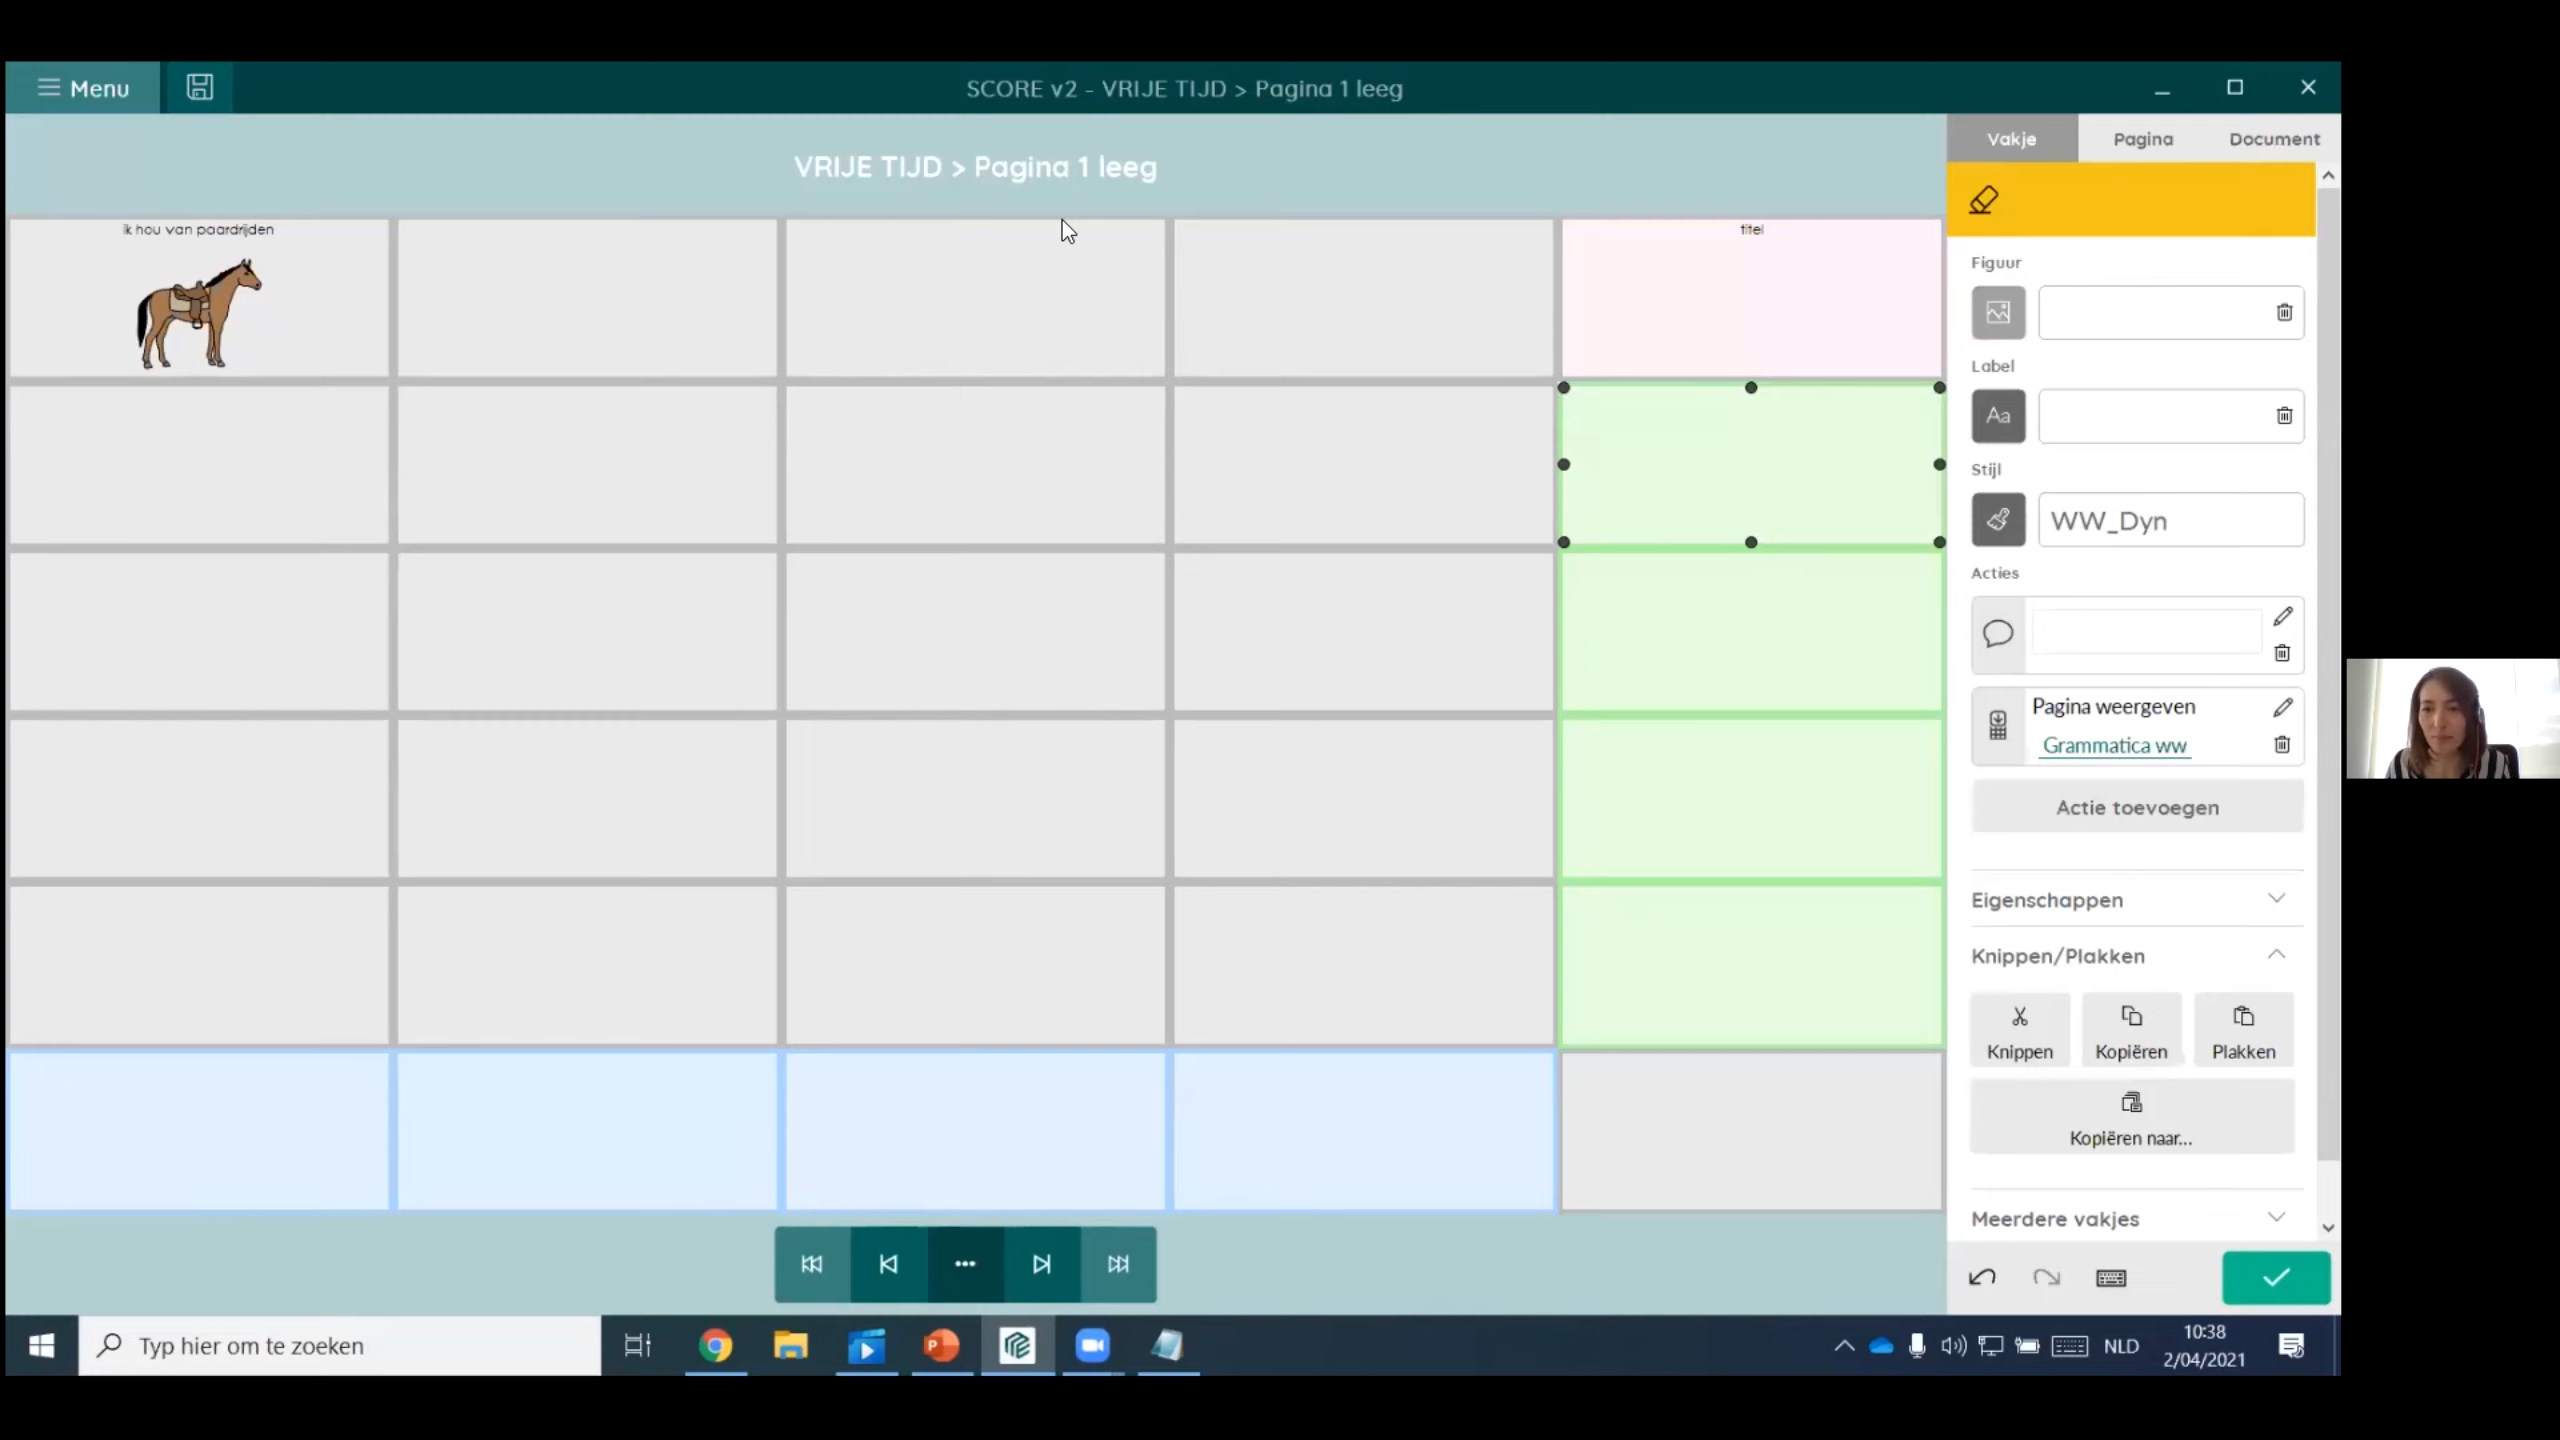 Menu
SCORE v2 - VRIJE TIJD > Pagina 1 leeg
VRIJE TIJD > Pagina 1 leeg
Vakje Pagina Document
ik hou van paardrijden
titel
Figuur
Label
Aa
Stijl
WW_Dyn
Acties
Pagina weergeven
Grammatica ww
Actie toevoegen
Eigenschappen
Knippen/Plakken
Knippen Kopiëren Plakken
Kopiëren naar...
Meerdere vakjes
Typ hier om te zoeken
NLD
10:38
2/04/2021